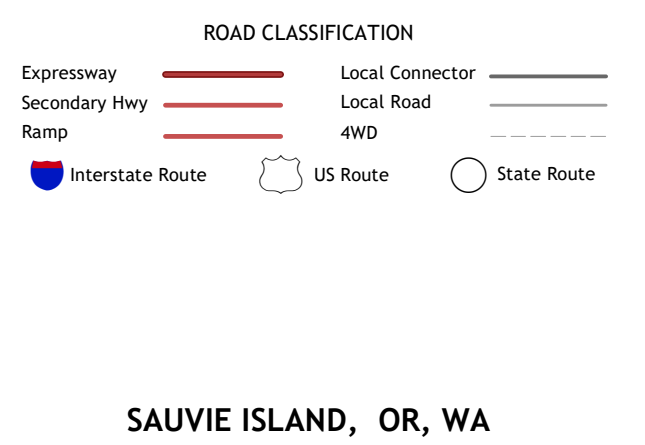 ROAD CLASSIFICATION
Expressway
Local Connector
Secondary Hwy
Local Road
Ramp
4WD
Interstate Route
US Route
State Route
SAUVIE ISLAND, OR, WA